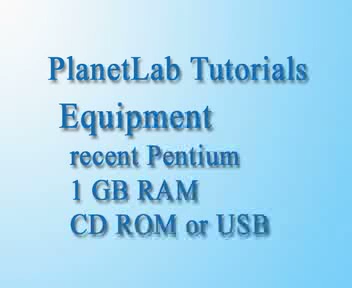 PlanetLab Tutorials
Equipment
recent Pentium
1 GB RAM
CD ROM or USB